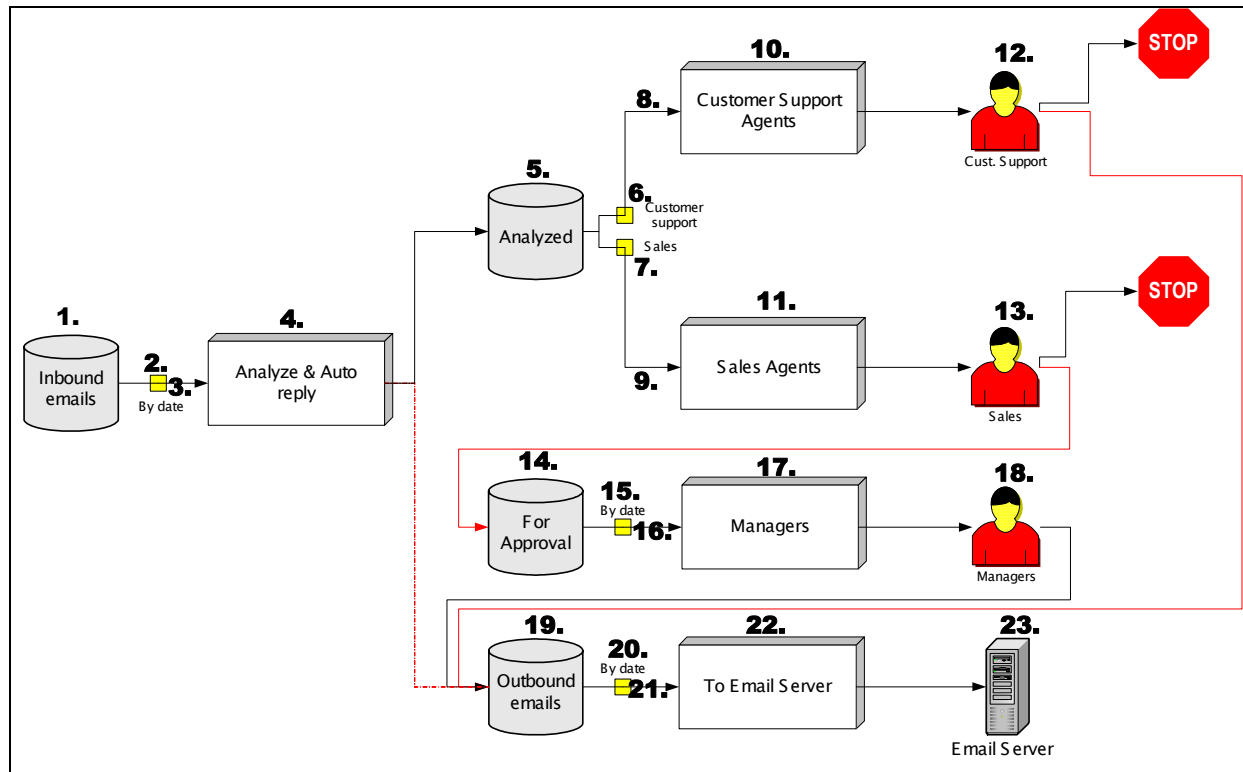 STOP
10.
12.
8.
Customer Support
Agents
Cust. Support
5.
6.
Customer
support
Analyzed
Sales
7.
STOP
1.
4.
11.
13.
Inbound
emails
2.
3.
By date
Analyze & Auto
reply
9.
Sales Agents
Sales
14.
15.
By date
16.
17.
18.
For
Approval
Managers
Managers
19.
20.
By date
21.
22.
23.
Outbound
emails
To Email Server
Email Server